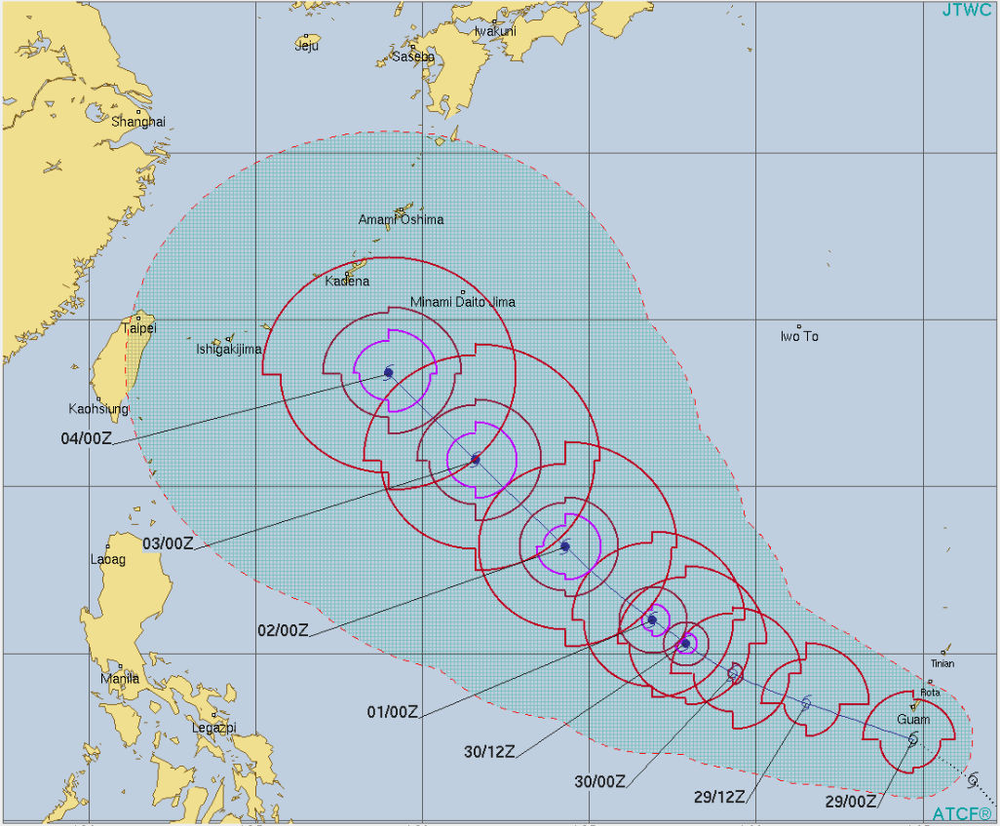 JTWC
Iwakuni
Jeju
Sasebo
Shanghai
Amami Oshima
Kadena
Minami Daito Jima
Taipei
Iwo To
Ishigakijima
Kaohsiung
04/00Z
03/00Z
Laoag
02/00Z
Tinian
Manila
Rota
01/00Z
Guam
Legazpi
30/12Z
30/00Z
29/12Z
29/00Z
ATCF®